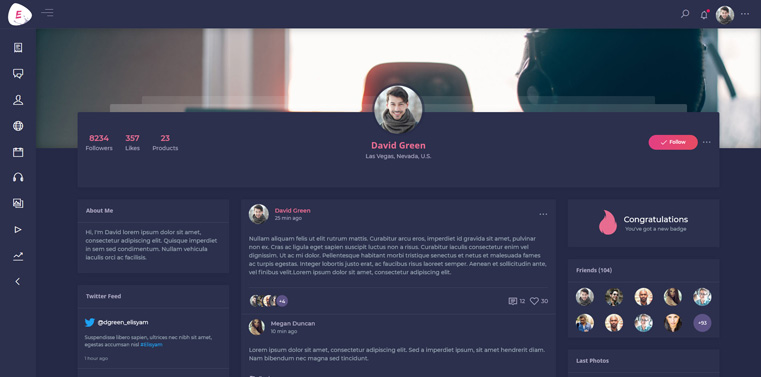 E
8234
Followers
357
Likes
23
Products
David Green
Las Vegas, Nevada, U.S.
Follow
About Me
Hi, I'm David lorem ipsum dolor sit amet,
consectetur adipiscing elit. Quisque imperdiet
in sem sed condimentum. Nullam vehicula
iaculis orci ac facilisis.
Twitter Feed
@dgreen_elisyam
Suspendisse libero sapien, ultrices nec nibh sit amet,
egestas accumsan nisl #Elisyam
1 hour ago
David Green
25 min ago
Nullam aliquam felis ut elit rutrum mattis. Curabitur arcu eros, imperdiet id gravida sit amet, pulvinar
non ex. Cras ac ligula eget sapien suscipit luctus non a risus. Curabitur iaculis consectetur enim vel
dignissim. Ut ac mi dolor. Pellentesque habitant morbi tristique senectus et netus et malesuada fames
ac turpis egestas. Integer lobortis justo erat, ac faucibus risus laoreet semper. Aenean et sollicitudin ante,
vel finibus velit.Lorem ipsum dolor sit amet, consectetur adipiscing elit.
+4
12
30
Megan Duncan
10 min ago
Lorem ipsum dolor sit amet, consectetur adipiscing elit. Sed a imperdiet ipsum, sit amet hendrerit diam.
Nam bibendum nec magna sed tincidunt.
Congratulations
You've got a new badge
Friends (104)
+93
Last Photos